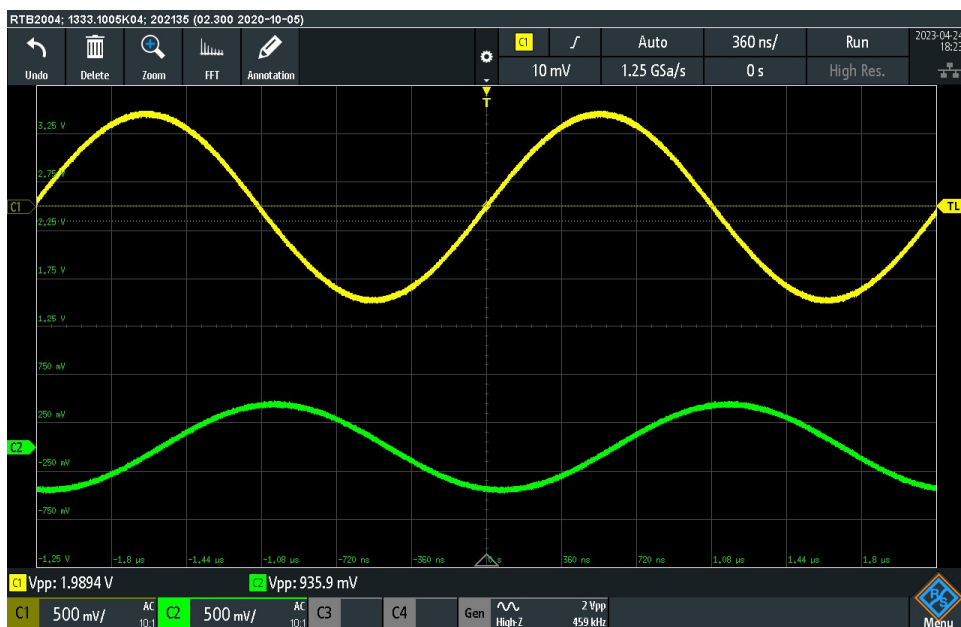 RTB2004; 1333.1005K04; 202135 (02.300 2020-10-05)
Undo Delete Zoom FFT Annotation
C1 Auto 360 ns/ Run
10 mV 1.25 GSa/s 0 s High Res.
2023-04-24
18:23
T
3.25 V
2.75 V
C1 TL
2.25 V
1.75 V
1.25 V
750 mV
250 mV
C2
-250 mV
-750 mV
-1.25 V -1.8 µs -1.44 µs -1.08 µs -720 ns -360 ns 0 s 360 ns 720 ns 1.08 µs 1.44 µs 1.8 µs
C1 Vpp: 1.9894 V C2 Vpp: 935.9 mV
C1 500 mV/ AC 10:1 C2 500 mV/ AC 10:1 C3 C4 Gen High-Z 2 Vpp 459 kHz
R S
Menu